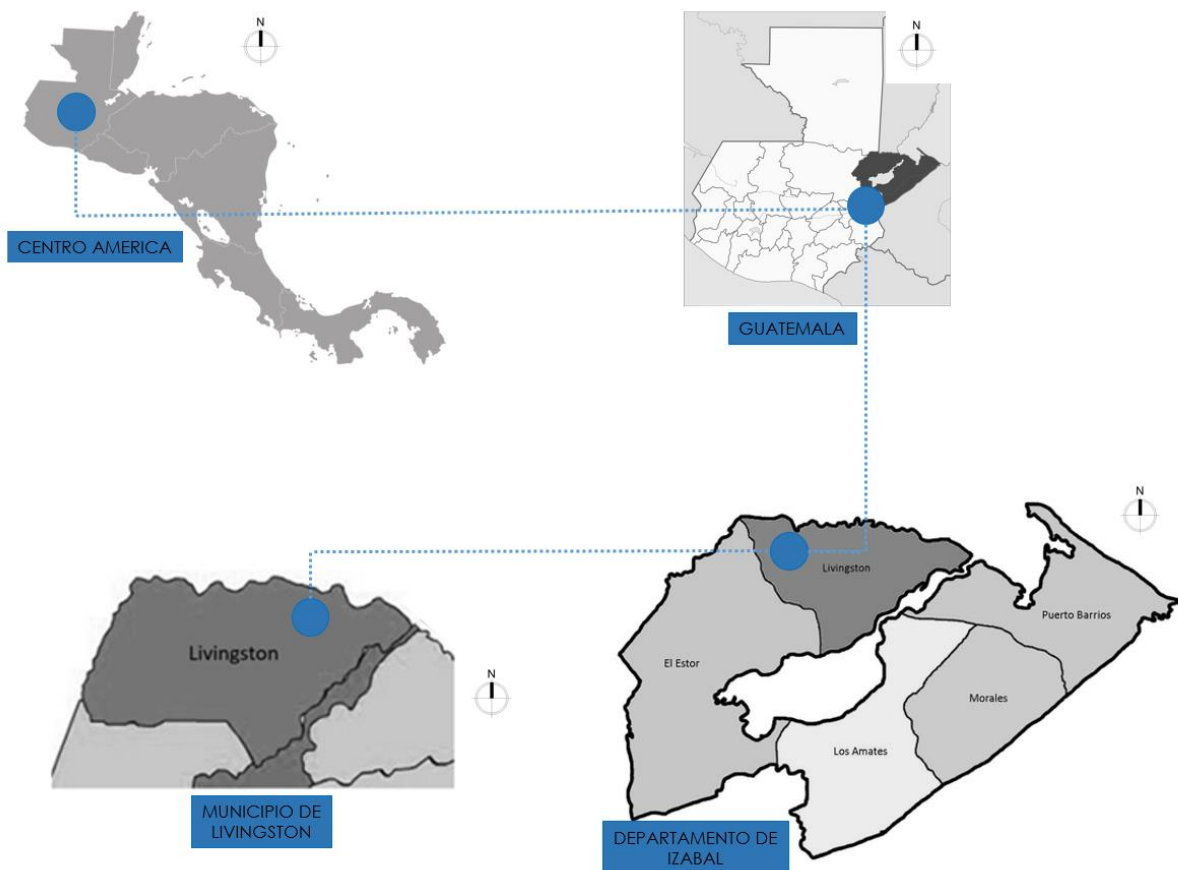 N
N
CENTRO AMERICA
GUATEMALA
N
Livingston
Puerto Barrios
El Estor
Livingston
N
Morales
Los Amates
MUNICIPIO DE
LIVINGSTON
DEPARTAMENTO DE
IZABAL